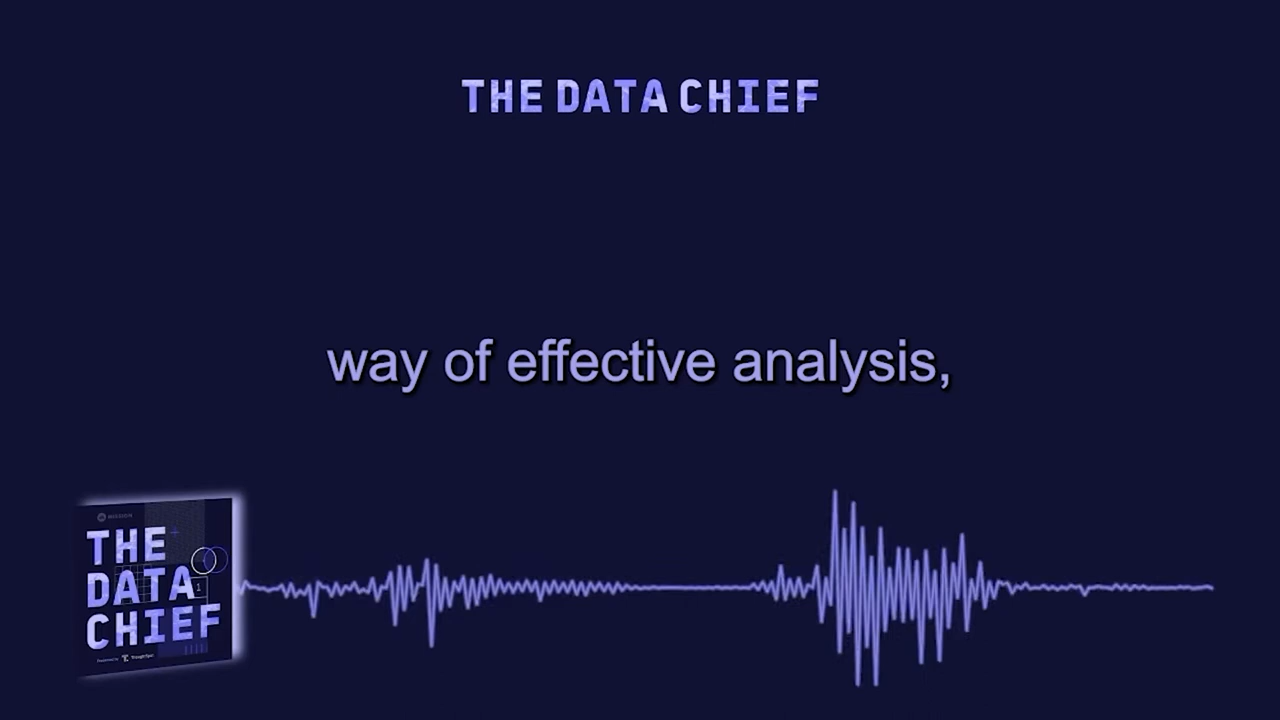 THE DATA CHIEF
way of effective analysis,
THE
DATA
CHIEF